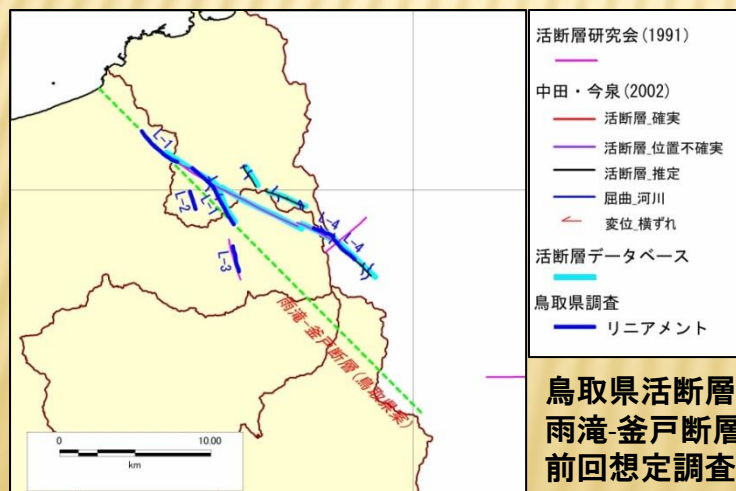 L-1
L-2
L-1
L-3
L-4
L-4
雨滝-釜戸断層(鳥取県案)
0
10.00
km
活断層研究会(1991)
中田・今泉(2002)
活断層_確実
活断層_位置不確実
活断層_推定
屈曲_河川
変位_横ずれ
活断層データベース
鳥取県調査
リニアメント
鳥取県活断層
雨滝-釜戸断層
前回想定調査